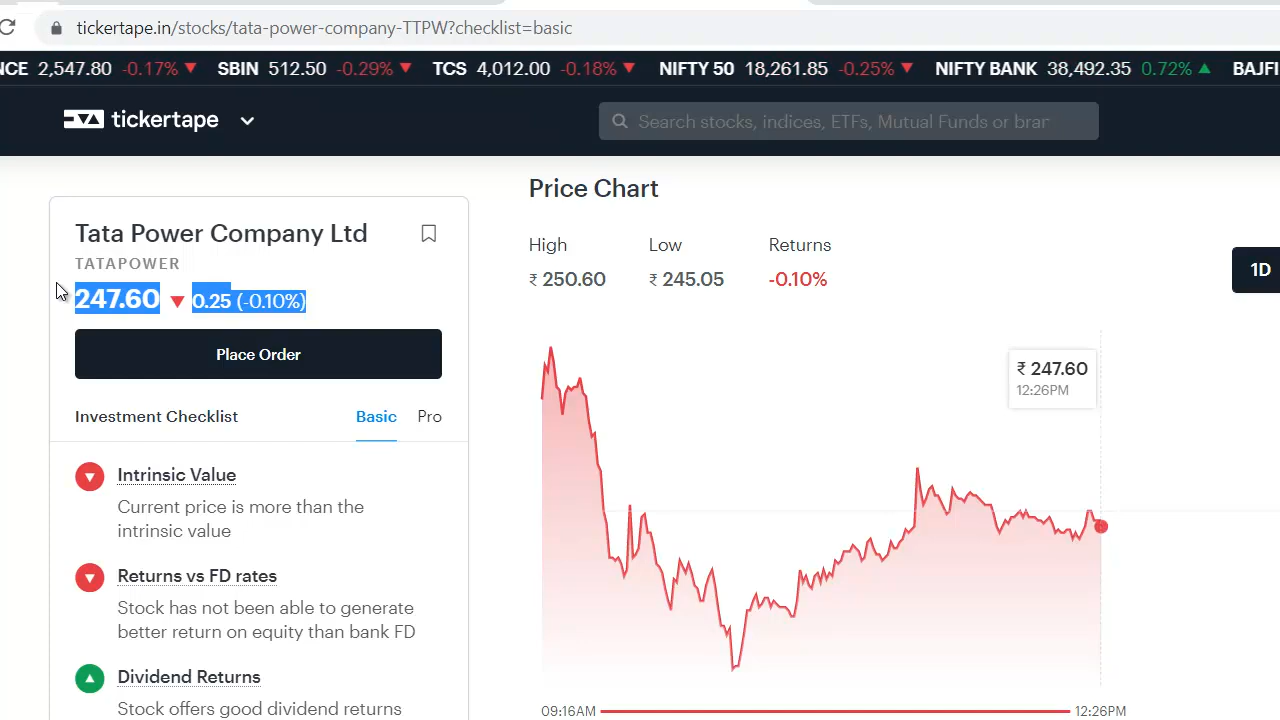 tickertape.in/stocks/tata-power-company-TTPW?checklist=basic
NCE 2,547.80 -0.17% ▼ SBIN 512.50 -0.29% ▼ TCS 4,012.00 -0.18% ▼ NIFTY 50 18,261.85 -0.25% ▼ NIFTY BANK 38,492.35 0.72% ▲ BAJFI
tickertape
Search stocks, indices, ETFs, Mutual Funds or bran
Tata Power Company Ltd
TATAPOWER
247.60 ▼ 0.25 (-0.10%)
Place Order
Investment Checklist Basic Pro
Intrinsic Value
Current price is more than the
intrinsic value
Returns vs FD rates
Stock has not been able to generate
better return on equity than bank FD
Dividend Returns
Stock offers good dividend returns
Price Chart
High Low Returns
₹ 250.60 ₹ 245.05 -0.10%
1D
₹ 247.60
12:26PM
09:16AM 12:26PM